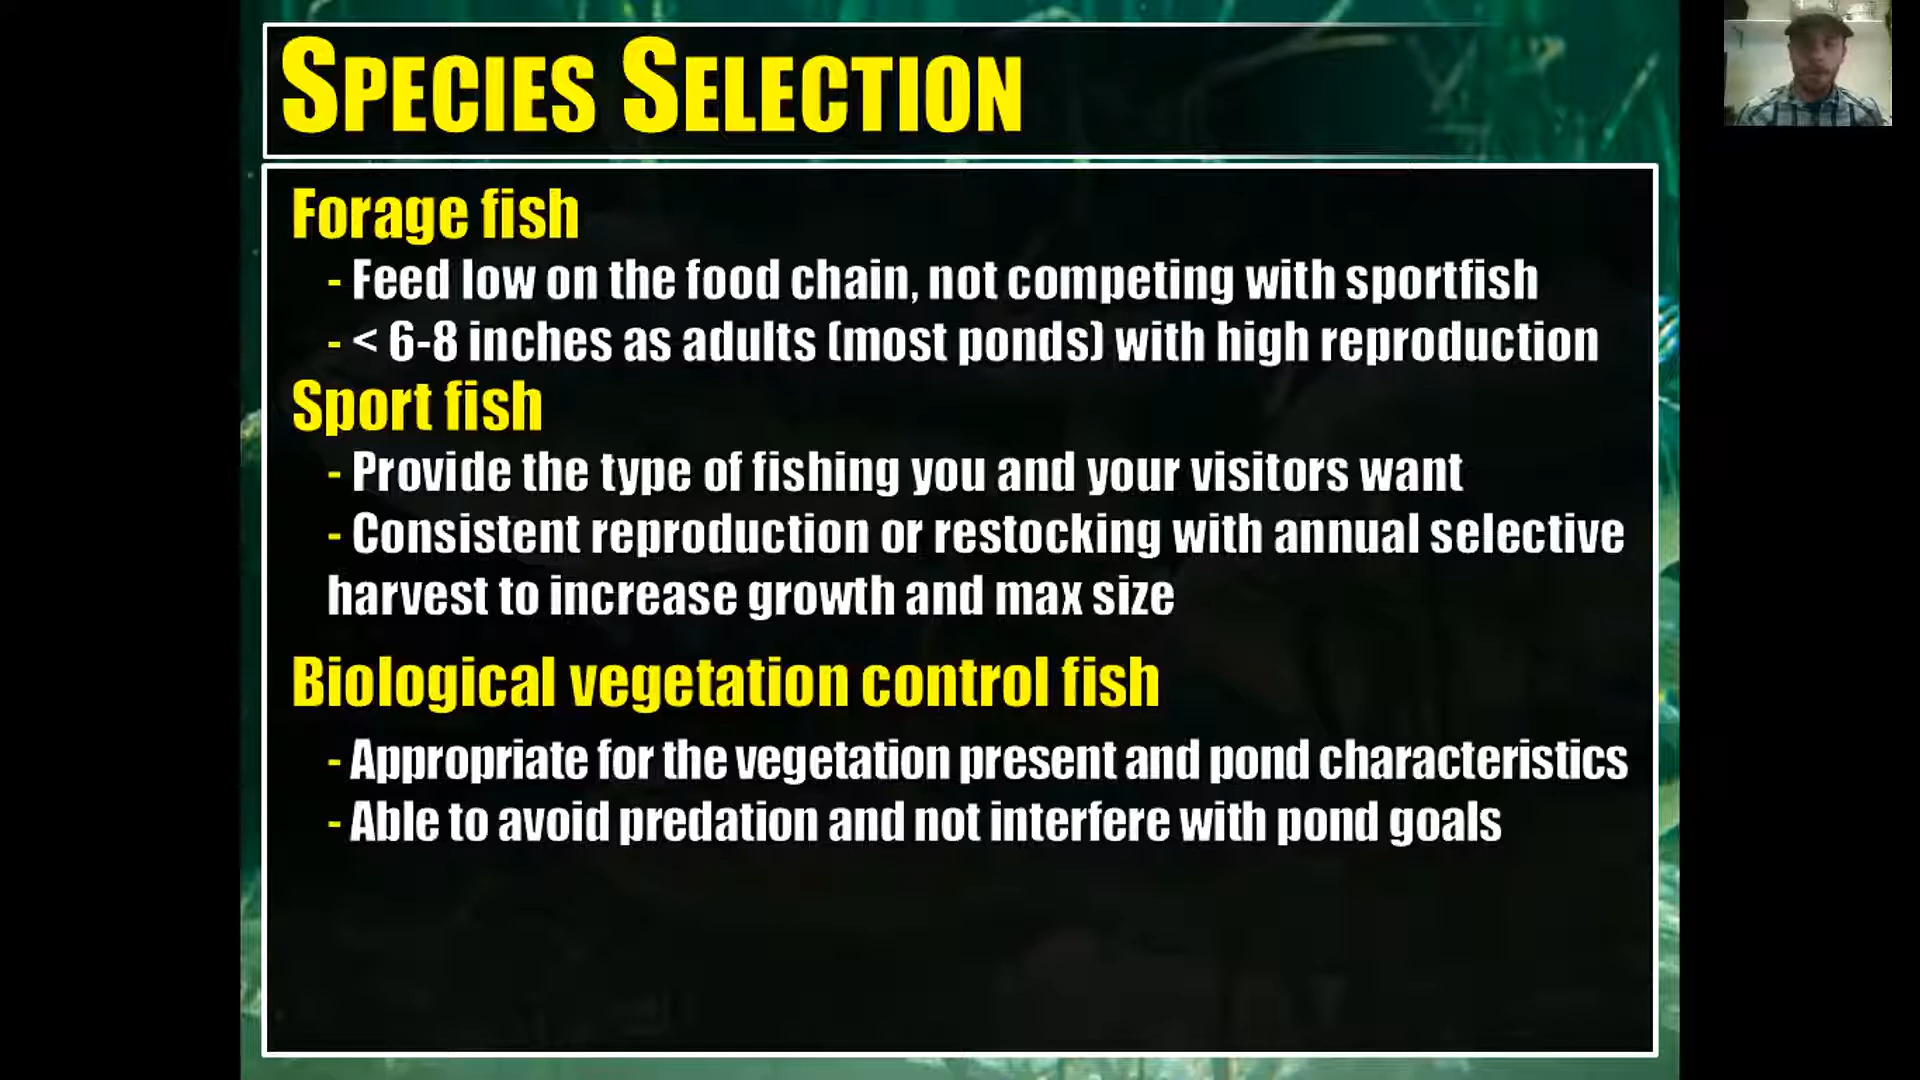 SPECIES SELECTION
Forage fish
- Feed low on the food chain, not competing with sportfish
- < 6-8 inches as adults (most ponds) with high reproduction
Sport fish
- Provide the type of fishing you and your visitors want
- Consistent reproduction or restocking with annual selective
harvest to increase growth and max size
Biological vegetation control fish
- Appropriate for the vegetation present and pond characteristics
- Able to avoid predation and not interfere with pond goals